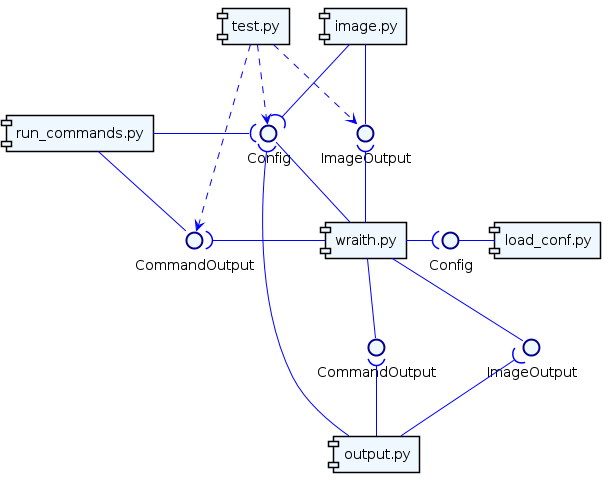 test.py
image.py
run_commands.py
Config
ImageOutput
wraith.py
load_conf.py
CommandOutput
Config
CommandOutput
ImageOutput
output.py